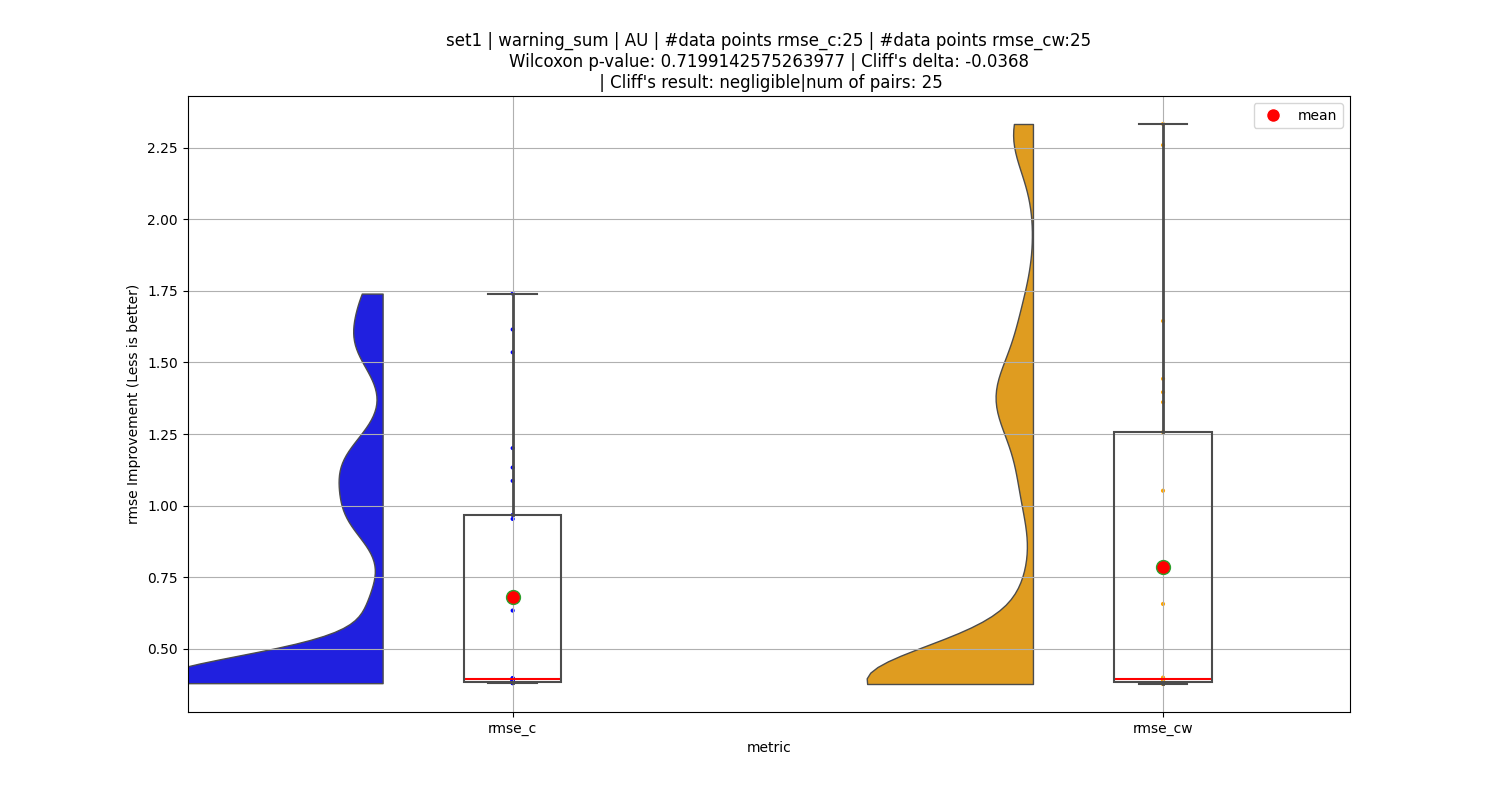 set1 | warning_sum | AU | #data points rmse_c:25 | #data points rmse_cw:25
Wilcoxon p-value: 0.7199142575263977 | Cliff's delta: -0.0368
| Cliff's result: negligible|num of pairs: 25
mean
rmse Improvement (Less is better)
2.25
2.00
1.75
1.50
1.25
1.00
0.75
0.50
rmse_c
rmse_cw
metric